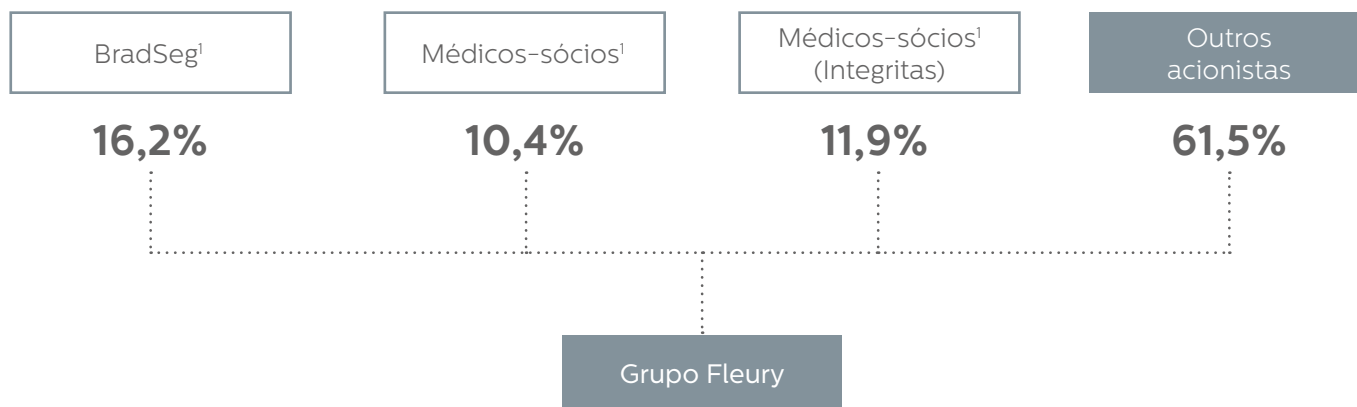 BradSeg¹
Médicos-sócios¹
Médicos-sócios¹
(Integritas)
Outros
acionistas
16,2%
10,4%
11,9%
61,5%
Grupo Fleury